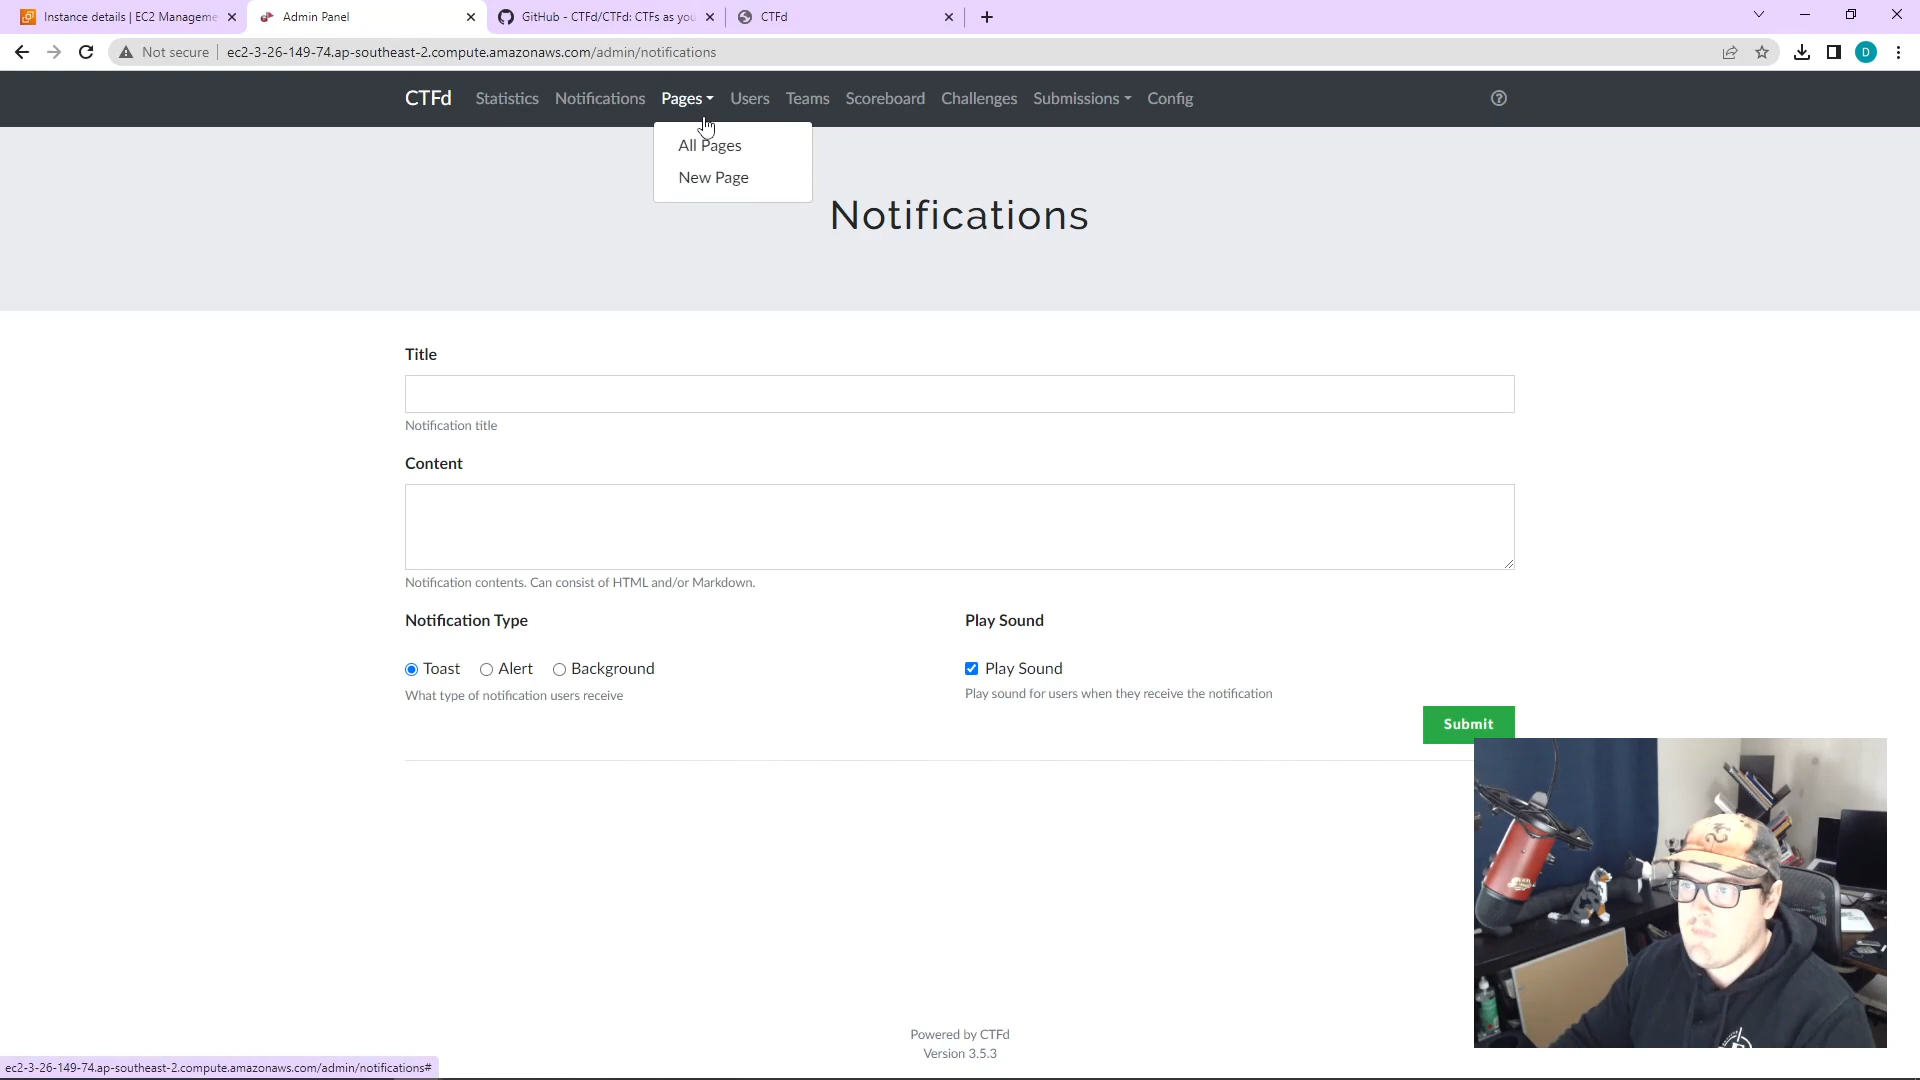 Instance details | EC2 Manageme
Admin Panel
GitHub - CTFd/CTFd: CTFs as you
CTFd
Not secure
ec2-3-26-149-74.ap-southeast-2.compute.amazonaws.com/admin/notifications
D
CTFd Statistics Notifications Pages Users Teams Scoreboard Challenges Submissions Config
All Pages
New Page
Notifications
Title
Notification title
Content
Notification contents. Can consist of HTML and/or Markdown.
Notification Type
Play Sound
Toast Alert Background
Play Sound
What type of notification users receive
Play sound for users when they receive the notification
Submit
Powered by CTFd
Version 3.5.3
ec2-3-26-149-74.ap-southeast-2.compute.amazonaws.com/admin/notifications#